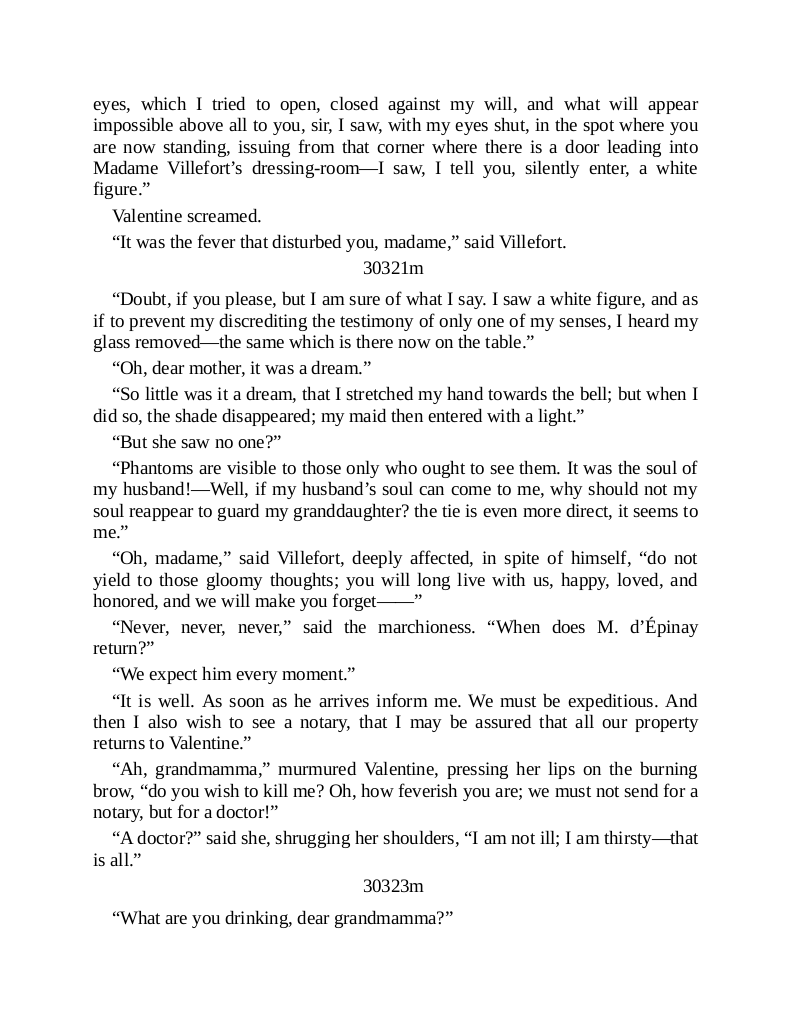 eyes, which I tried to open, closed against my will, and what will appear
impossible above all to you, sir, I saw, with my eyes shut, in the spot where you
are now standing, issuing from that corner where there is a door leading into
Madame Villefort’s dressing-room—I saw, I tell you, silently enter, a white
figure.”
Valentine screamed.
“It was the fever that disturbed you, madame,” said Villefort.
30321m
“Doubt, if you please, but I am sure of what I say. I saw a white figure, and as
if to prevent my discrediting the testimony of only one of my senses, I heard my
glass removed—the same which is there now on the table.”
“Oh, dear mother, it was a dream.”
“So little was it a dream, that I stretched my hand towards the bell; but when I
did so, the shade disappeared; my maid then entered with a light.”
“But she saw no one?”
“Phantoms are visible to those only who ought to see them. It was the soul of
my husband!—Well, if my husband’s soul can come to me, why should not my
soul reappear to guard my granddaughter? the tie is even more direct, it seems to
me.”
“Oh, madame,” said Villefort, deeply affected, in spite of himself, “do not
yield to those gloomy thoughts; you will long live with us, happy, loved, and
honored, and we will make you forget——”
“Never, never, never,” said the marchioness. “When does M. d’Épinay
return?”
“We expect him every moment.”
“It is well. As soon as he arrives inform me. We must be expeditious. And
then I also wish to see a notary, that I may be assured that all our property
returns to Valentine.”
“Ah, grandmamma,” murmured Valentine, pressing her lips on the burning
brow, “do you wish to kill me? Oh, how feverish you are; we must not send for a
notary, but for a doctor!”
“A doctor?” said she, shrugging her shoulders, “I am not ill; I am thirsty—that
is all.”
30323m
“What are you drinking, dear grandmamma?”